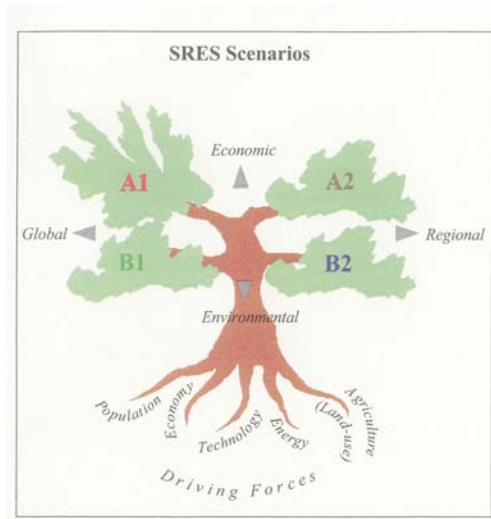 SRES Scenarios
Economic
A1
A2
Global
Regional
B1
B2
Environmental
Population
Economy
Technology
Energy
Agriculture
(Land-use)
Driving Forces